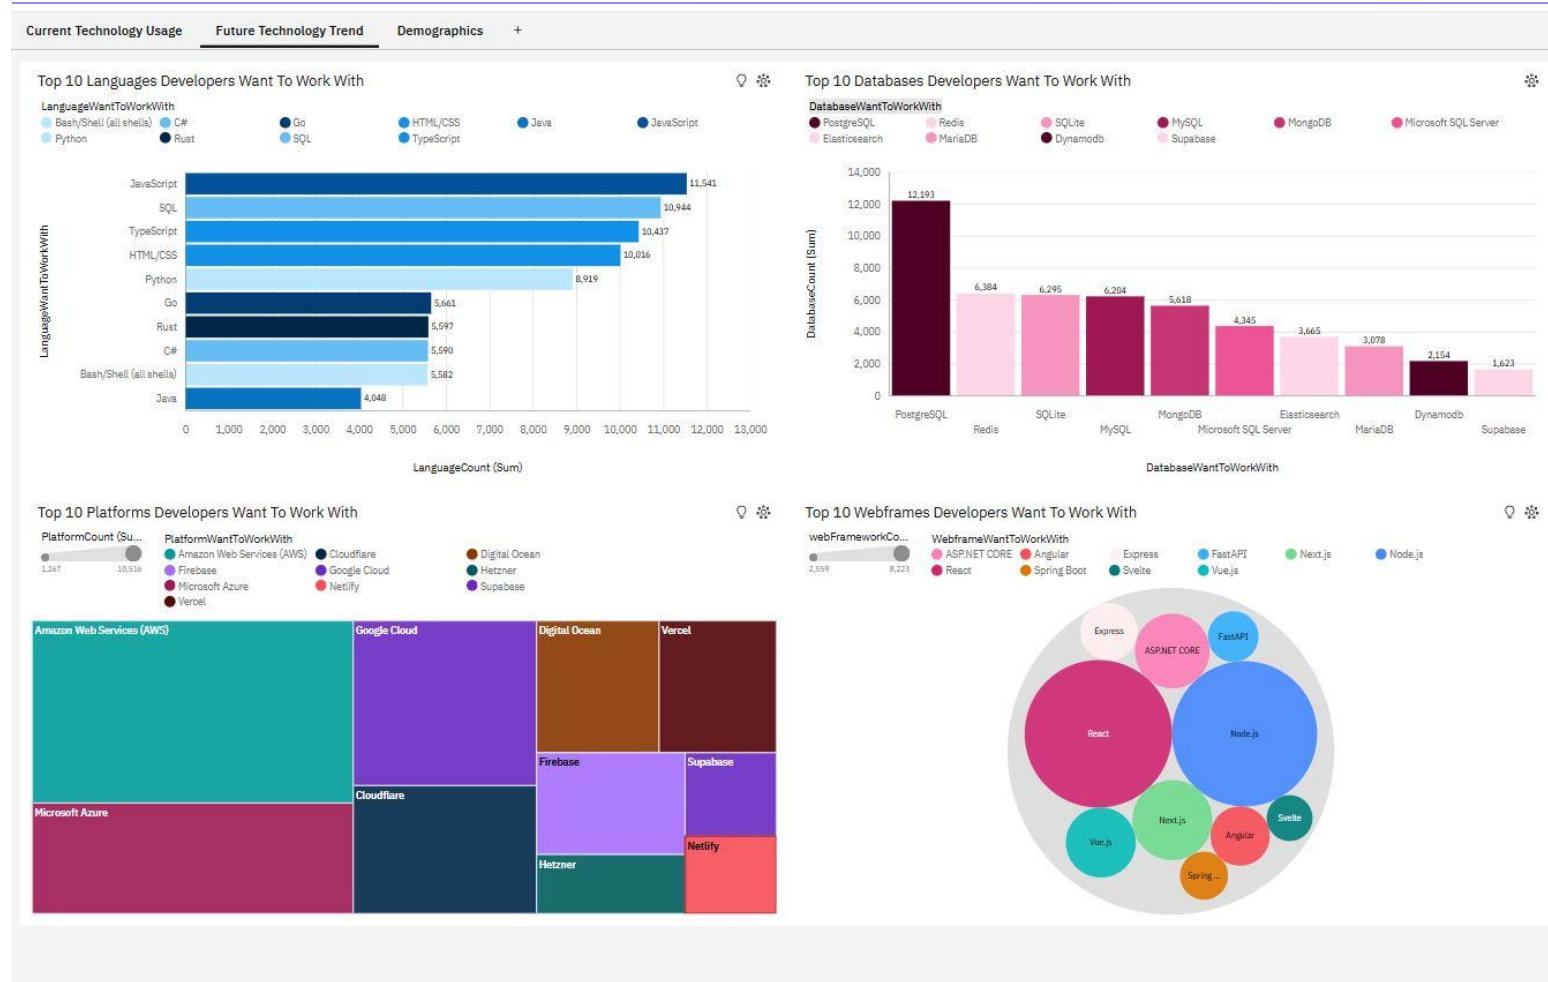 Current Technology Usage Future Technology Trend Demographics +
Top 10 Languages Developers Want To Work With
LanguageWantToWorkWith
Bash/Shell (all shells) C# Go HTML/CSS Java JavaScript
Python Rust SQL TypeScript
LanguageWantToWorkWith
JavaScript 11,541
SQL 10,944
TypeScript 10,437
HTML/CSS 10,016
Python 8,919
Go 5,661
Rust 5,597
C# 5,590
Bash/Shell (all shells) 5,582
Java 4,048
0 1,000 2,000 3,000 4,000 5,000 6,000 7,000 8,000 9,000 10,000 11,000 12,000 13,000
LanguageCount (Sum)
Top 10 Databases Developers Want To Work With
DatabaseWantToWorkWith
PostgreSQL Redis SQLite MySQL MongoDB Microsoft SQL Server
Elasticsearch MariaDB Dynamodb Supabase
DatabaseCount (Sum)
14,000
12,000
10,000
8,000
6,000
4,000
2,000
0
12,193 6,384 6,295 6,204 5,618 4,345 3,665 3,078 2,154 1,623
PostgreSQL SQLite MongoDB Elasticsearch Dynamodb
Redis MySQL Microsoft SQL Server MariaDB Supabase
DatabaseWantToWorkWith
Top 10 Platforms Developers Want To Work With
PlatformCount (Su...
1,267 10,516
PlatformWantToWorkWith
Amazon Web Services (AWS) Cloudflare Digital Ocean
Firebase Google Cloud Hetzner
Microsoft Azure Netlify Supabase
Vercel
Amazon Web Services (AWS) Google Cloud Digital Ocean Vercel
Firebase Supabase
Cloudflare
Microsoft Azure
Netlify
Hetzner
Top 10 Webframes Developers Want To Work With
webFrameworkCo...
2,559 8,223
WebframeWantToWorkWith
ASP.NET CORE Angular Express FastAPI Next.js Node.js
React Spring Boot Svelte Vue.js
Express
FastAPI
ASP.NET CORE
React Node.js
Next.js Svelte
Angular
Vue.js
Spring ...